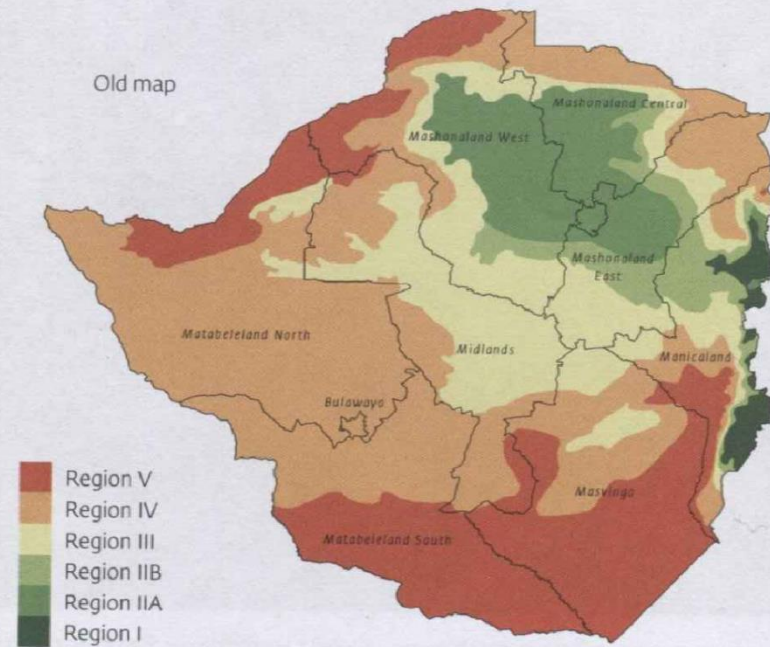 Old map
Mashonaland Central
Mashonaland West
Mashonaland
East
Matabeleland North
Midlands
Manicaland
Bulawayo
Masvingo
Matabeleland South
Region V
Region IV
Region III
Region IIB
Region IIA
Region I